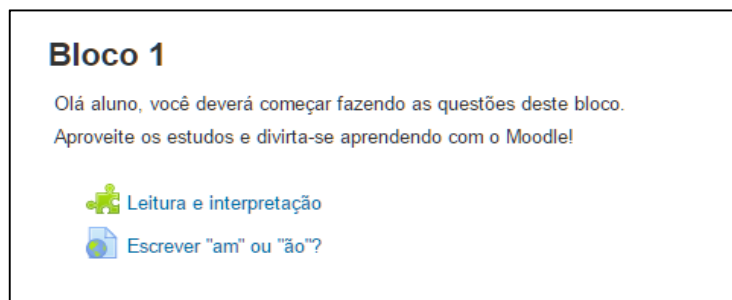 Bloco 1
Olá aluno, você deverá começar fazendo as questões deste bloco.
Aproveite os estudos e divirta-se aprendendo com o Moodle!
Leitura e interpretação
Escrever "am" ou "ão"?